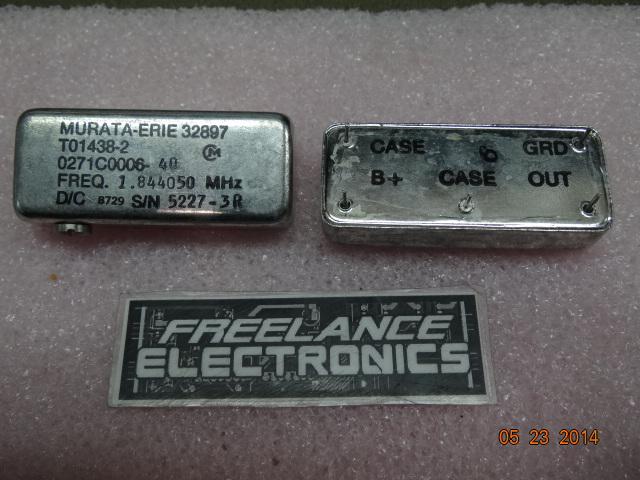 MURATA-ERIE 32897
T01438-2
0271C0006-40
FREQ. 1.844050 MHz
D/C 8729 S/N 5227-3R
CASE 6 GRD
B+ CASE OUT
FREELANCE
ELECTRONICS
05 23 2014